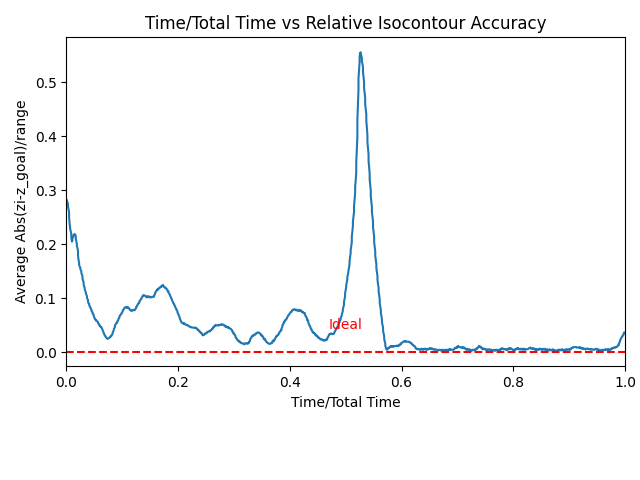 Time/Total Time vs Relative Isocontour Accuracy
Average Abs(zi-z_goal)/range
0.5
0.4
0.3
0.2
0.1
0.0
Ideal
0.0 0.2 0.4 0.6 0.8 1.0
Time/Total Time